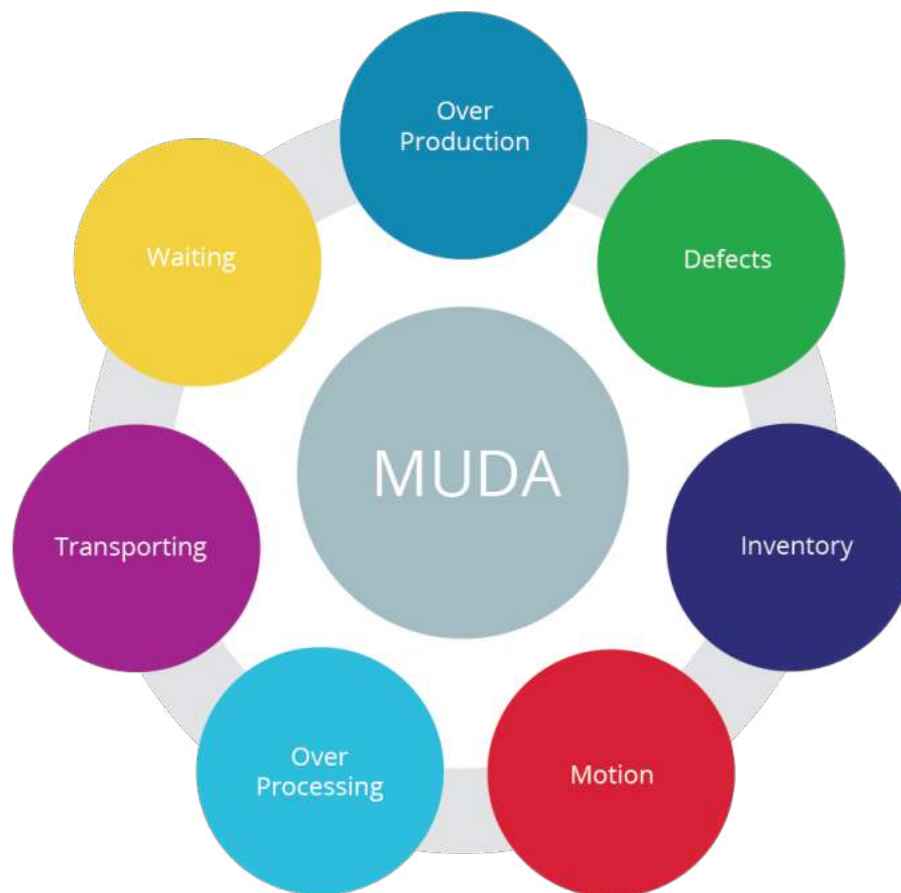 Over
Production
Waiting
Defects
MUDA
Transporting
Inventory
Over
Processing
Motion